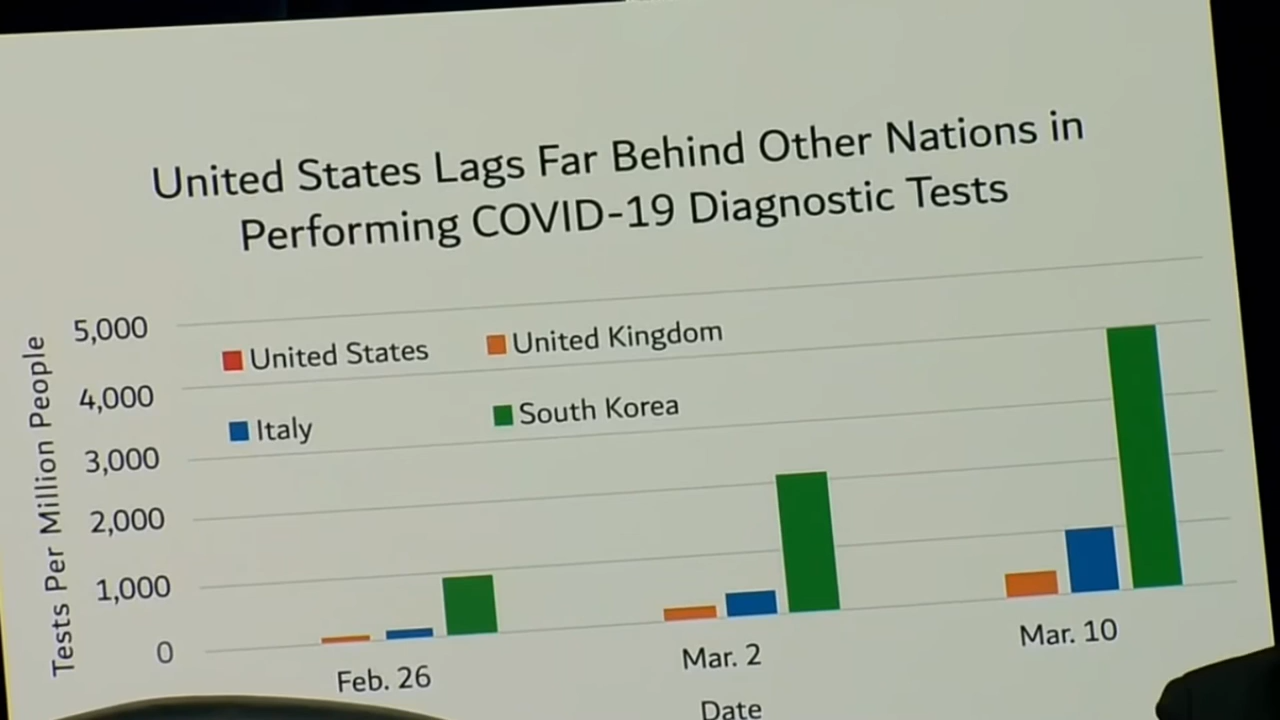 United States Lags Far Behind Other Nations in
Performing COVID-19 Diagnostic Tests
Tests Per Million People
5,000
4,000
3,000
2,000
1,000
0
United States
United Kingdom
Italy
South Korea
Feb. 26
Mar. 2
Mar. 10
Date